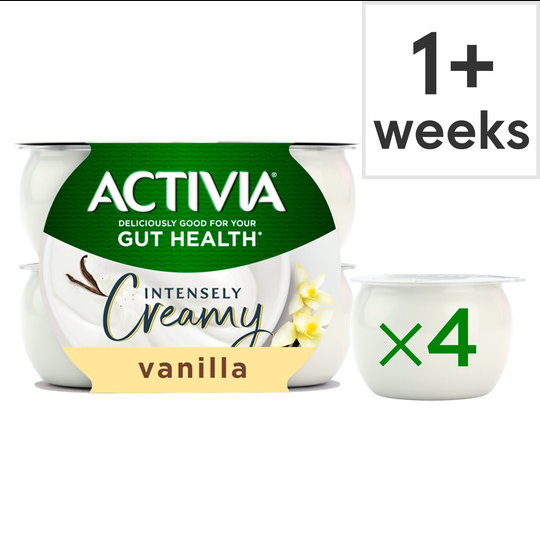 1+
weeks
ACTIVIA®
DELICIOUSLY GOOD FOR YOUR
GUT HEALTH*
INTENSELY
Creamy
vanilla
×4